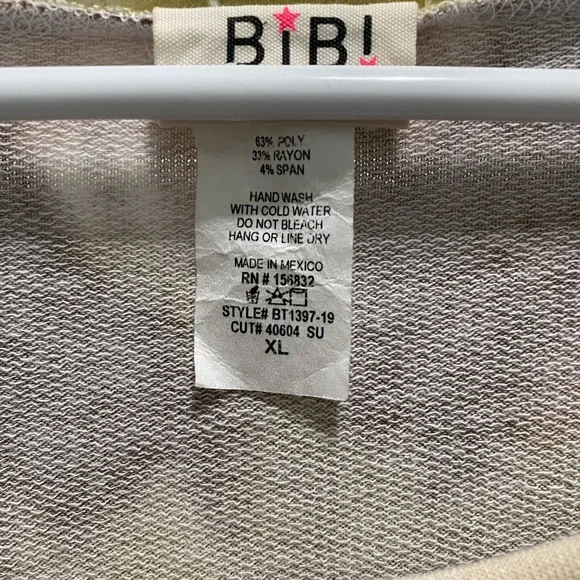 BiBi
63% POLY
33% RAYON
4% SPAN
HAND WASH
WITH COLD WATER
DO NOT BLEACH
HANG OR LINE DRY
MADE IN MEXICO
RN # 156832
STYLE# BT1397-19
CUT# 40604 SU
XL